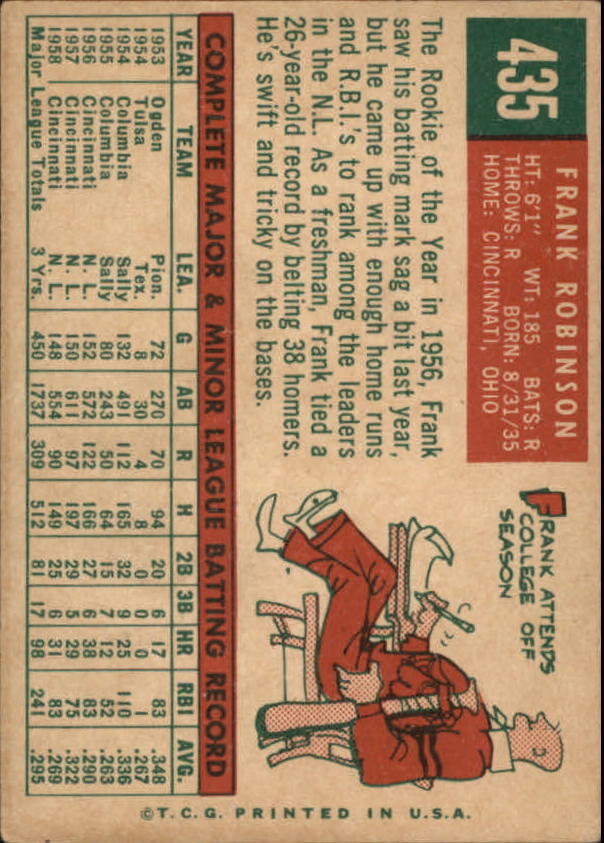 435
FRANK ROBINSON
HT: 6'1" WT: 185 BATS: R
THROWS: R BORN: 8/31/35
HOME: CINCINNATI, OHIO
The Rookie of the Year in 1956, Frank
saw his batting mark sag a bit last year,
but he came up with enough home runs
and R.B.I.'s to rank among the leaders
in the N.L. As a freshman, Frank tied a
26-year-old record by belting 38 homers.
He's swift and tricky on the bases.
FRANK ATTENDS
COLLEGE OFF
SEASON
COMPLETE MAJOR & MINOR LEAGUE BATTING RECORD
YEAR TEAM LEA. G AB R H 2B 3B HR RBI AVG.
1953 Ogden Pion. 72 270 70 94 20 6 17 83 .348
1954 Tulsa Tex. 8 30 4 8 0 0 0 1 .267
1954 Columbia Sally 132 491 112 165 32 9 25 110 .336
1955 Columbia Sally 80 243 50 64 15 7 12 52 .263
1956 Cincinnati N. L. 152 572 122 166 27 6 38 83 .290
1957 Cincinnati N. L. 150 611 97 197 29 5 29 75 .322
1958 Cincinnati N. L. 148 554 90 149 25 6 31 83 .269
Major League Totals 3 Yrs. 450 1737 309 512 81 17 98 241 .295
©T.C.G. PRINTED IN U.S.A.